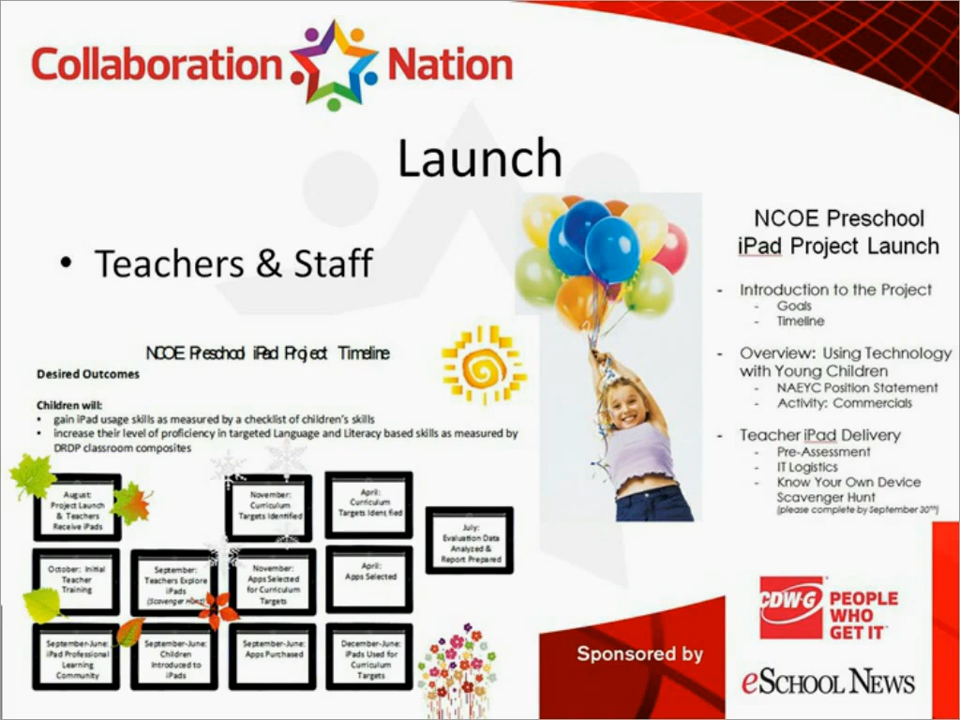 Collaboration Nation
Launch
• Teachers & Staff
NCOE Preschool iPad Project Timeline
Desired Outcomes
Children will:
• gain iPad usage skills as measured by a checklist of children's skills
• increase their level of proficiency in targeted Language and Literacy based skills as measured by
DRDP classroom composites
August:
Project Launch
& Teachers
Receive iPads
November:
Curriculum
Targets Identified
April:
Curriculum
Targets Identified
July:
Evaluation Data
Analyzed &
Report Prepared
October: Initial
Teacher
Training
September:
Teachers Explore
iPads
(Scavenger Hunt)
November:
Apps Selected
for Curriculum
Targets
April:
Apps Selected
September-June:
iPad Professional
Learning
Community
September-June:
Children
Introduced to
iPads
September-June:
Apps Purchased
December-June:
iPads Used for
Curriculum
Targets
NCOE Preschool
iPad Project Launch
- Introduction to the Project
- Goals
- Timeline
- Overview: Using Technology
with Young Children
- NAEYC Position Statement
- Activity: Commercials
- Teacher iPad Delivery
- Pre-Assessment
- IT Logistics
- Know Your Own Device
Scavenger Hunt
(please complete by September 30th)
Sponsored by
CDW·G
PEOPLE
WHO
GET IT
eSCHOOL NEWS